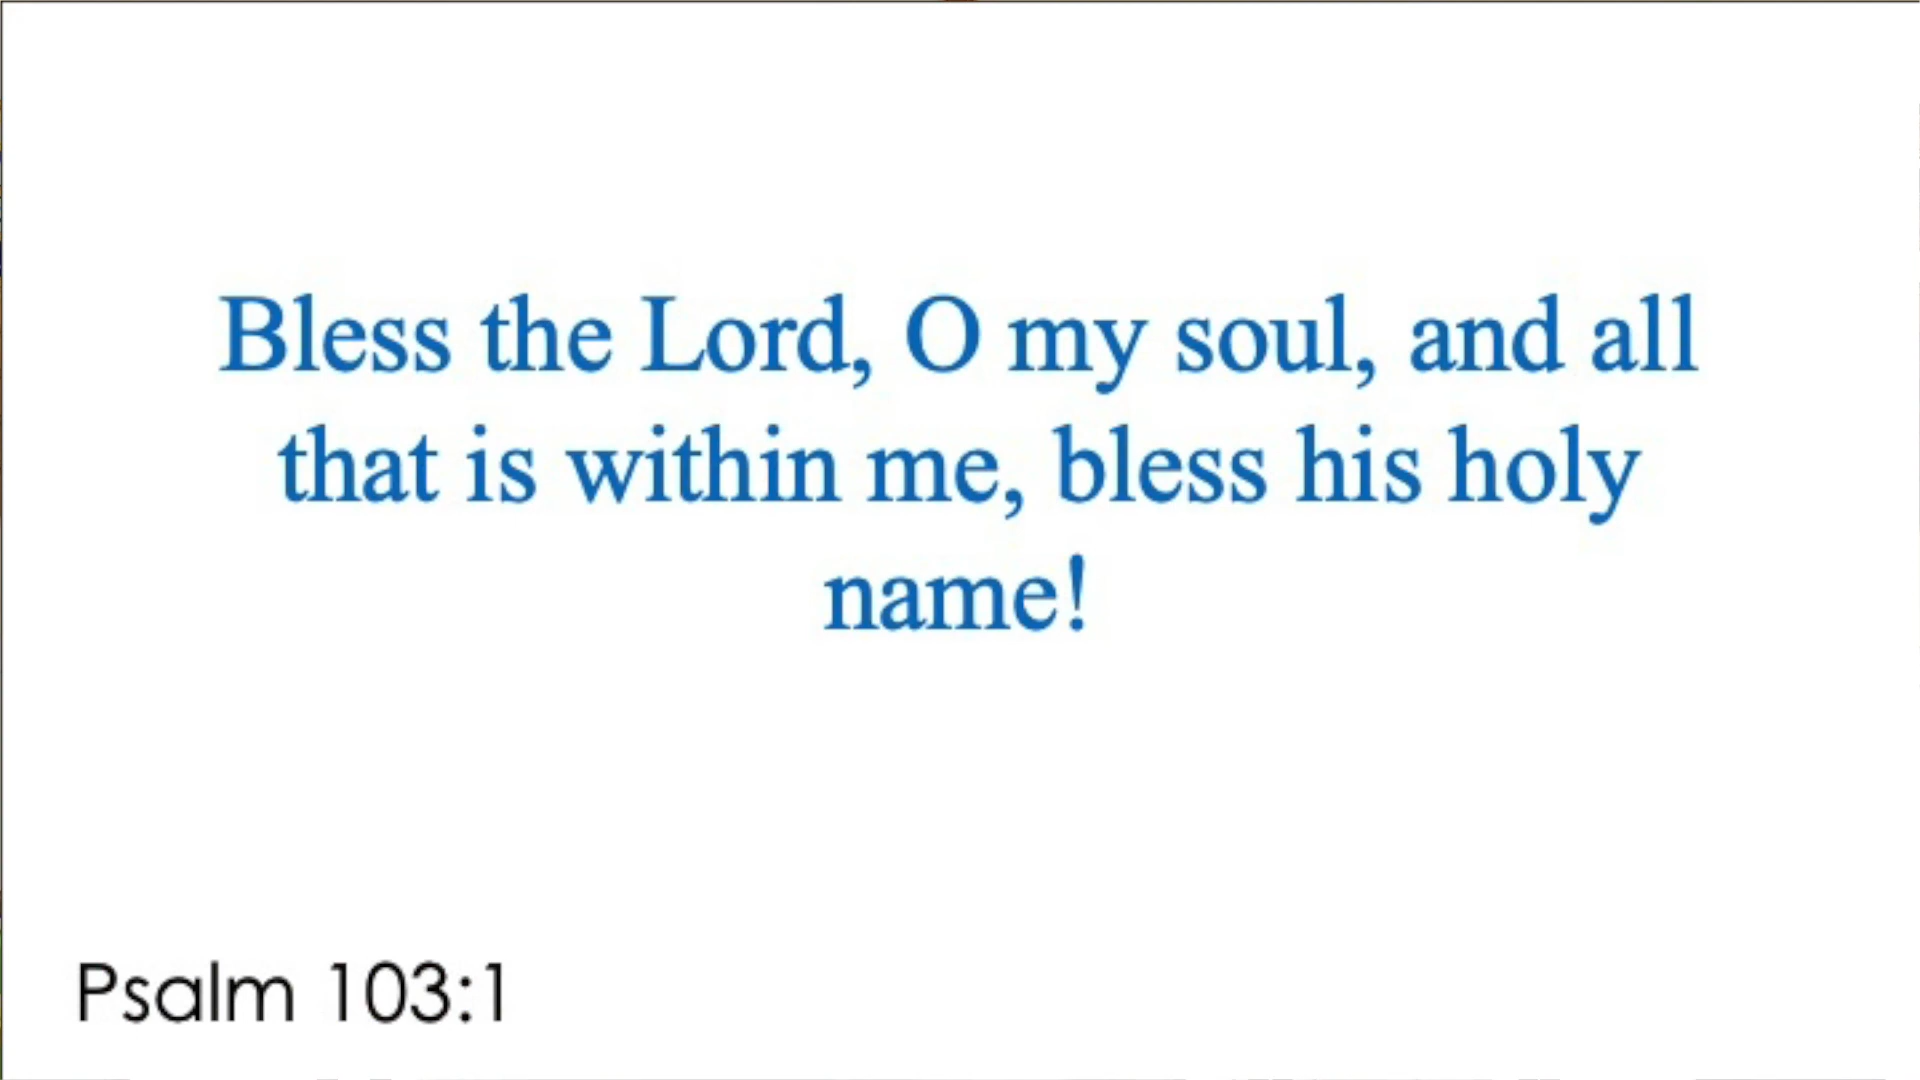 Bless the Lord, O my soul, and all
that is within me, bless his holy
name!
Psalm 103:1